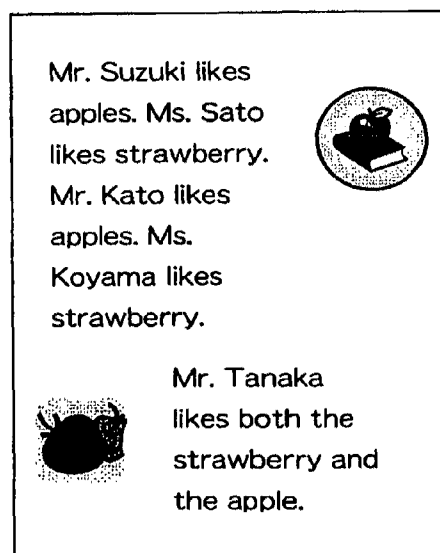 Mr. Suzuki likes
apples. Ms. Sato
likes strawberry.
Mr. Kato likes
apples. Ms.
Koyama likes
strawberry.
Mr. Tanaka
likes both the
strawberry and
the apple.